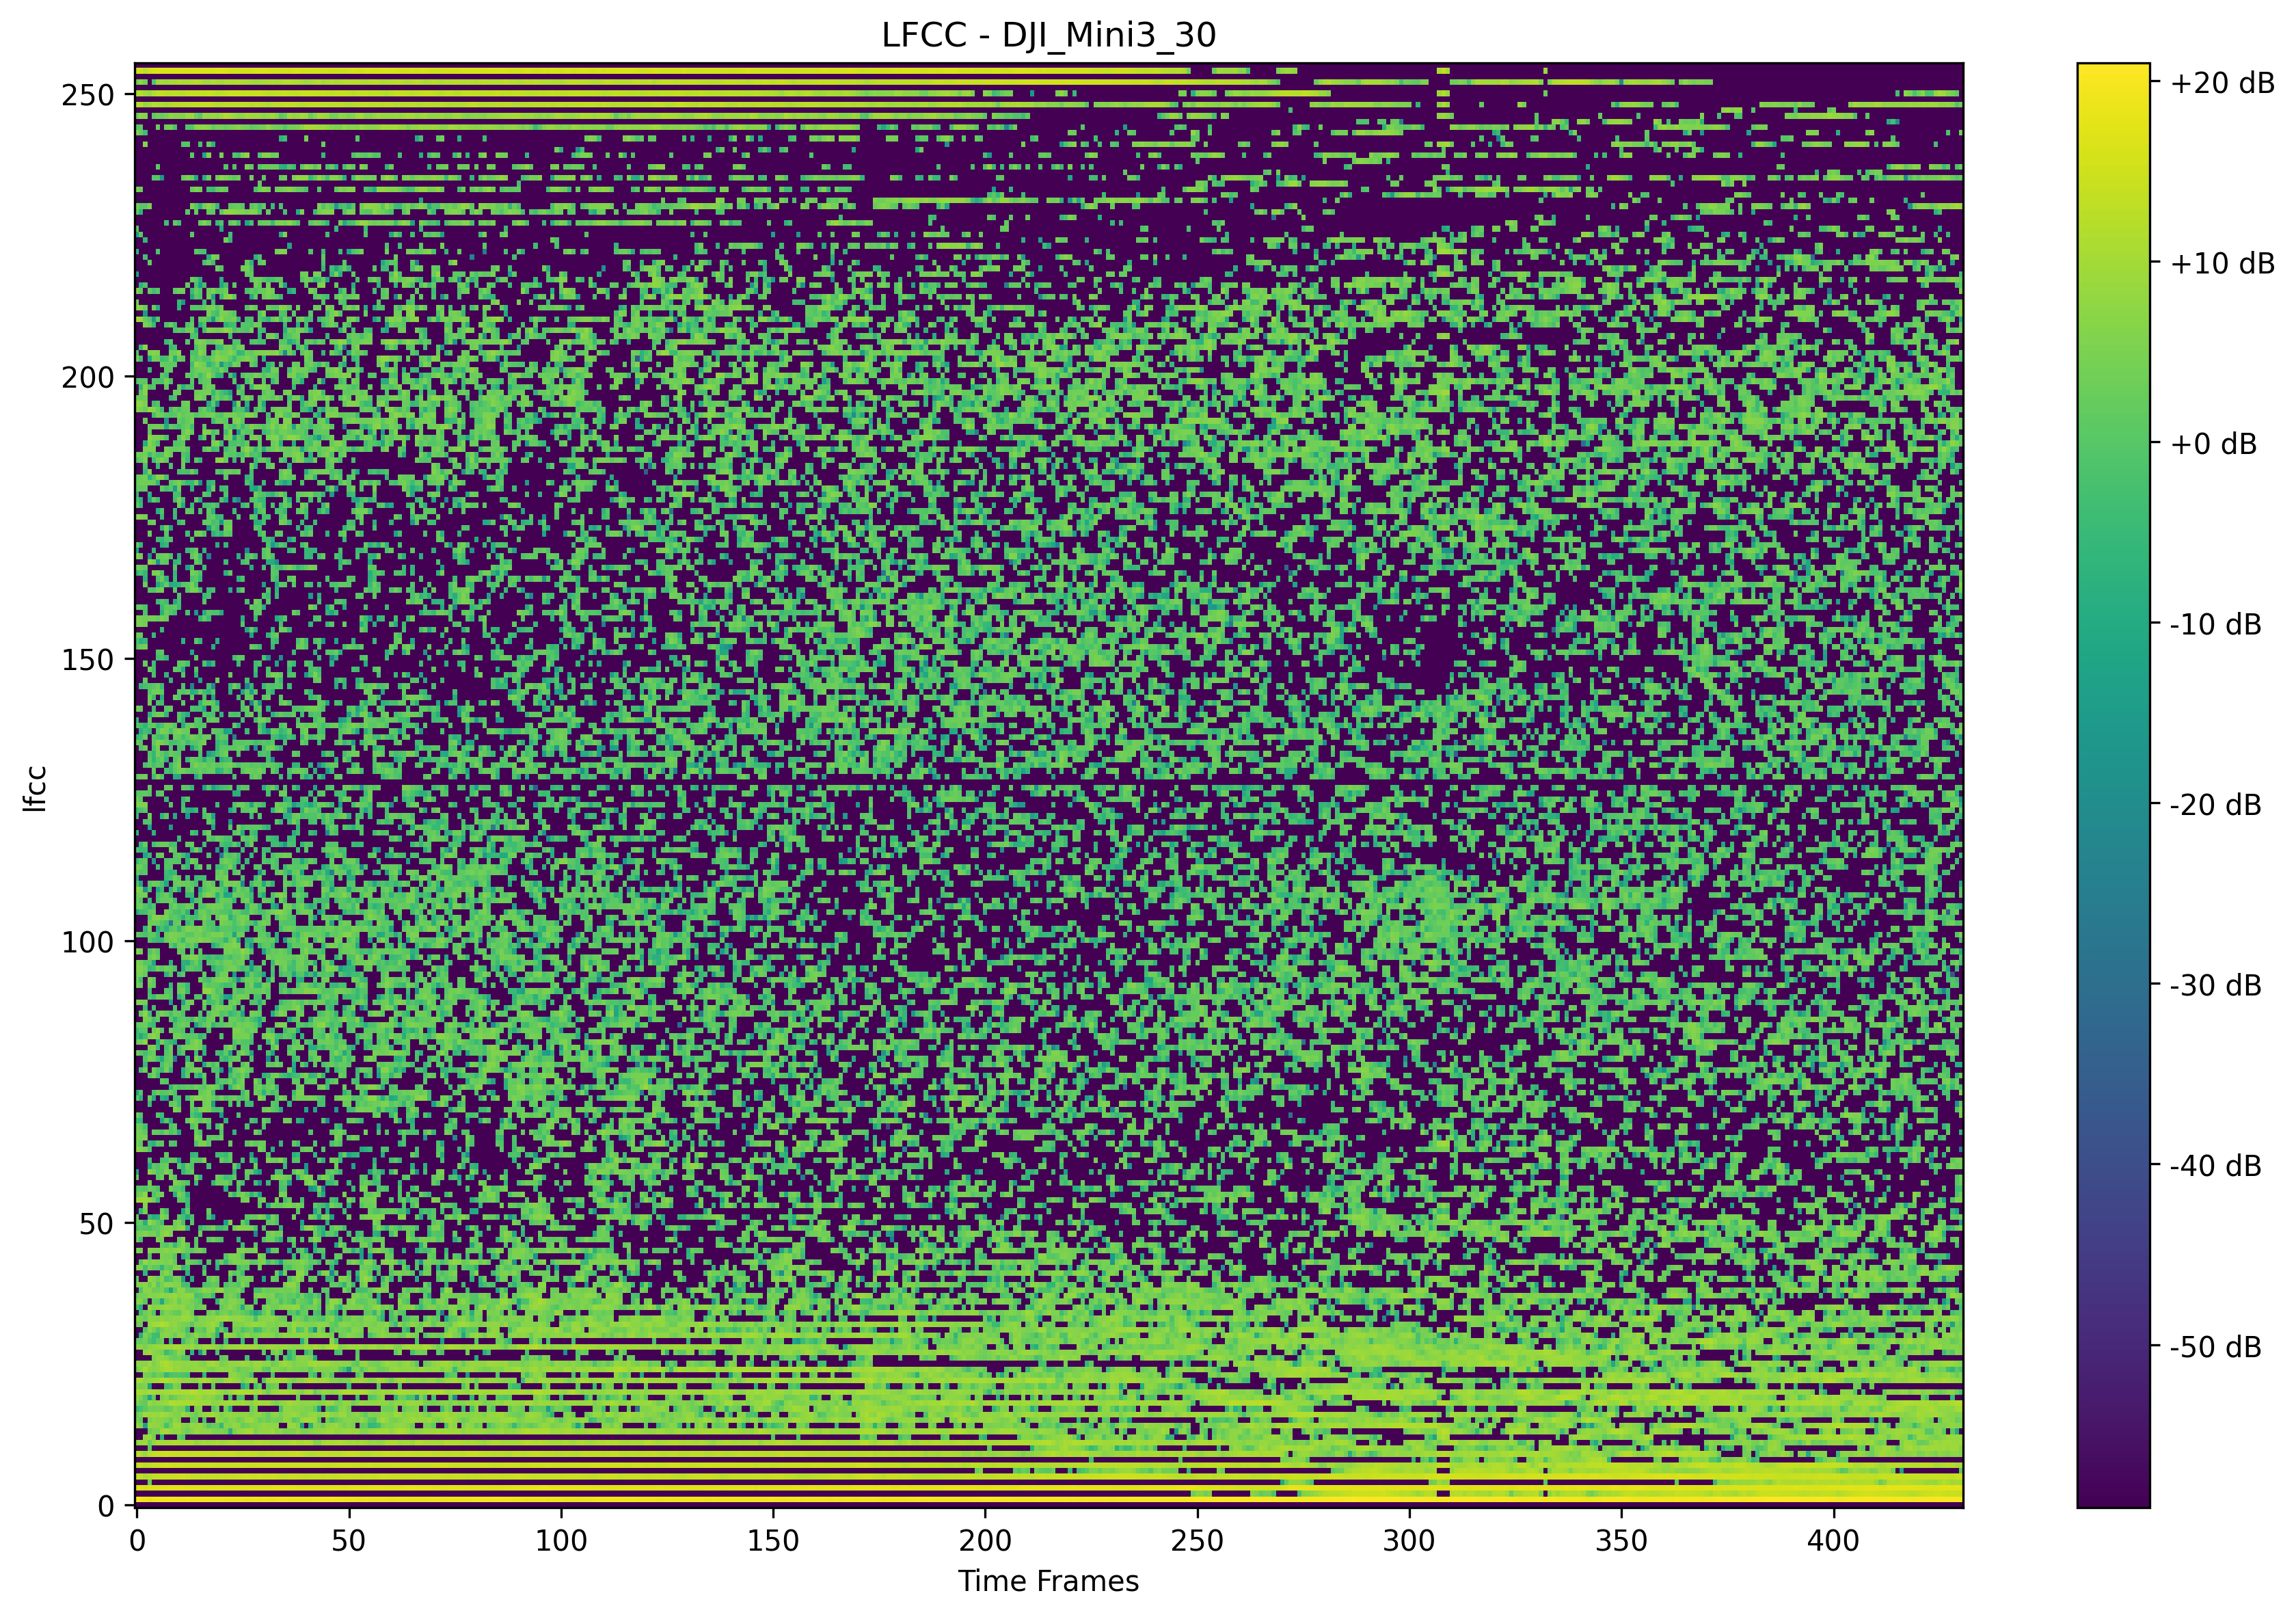 LFCC - DJI_Mini3_30
250
200
150
100
50
0
lfcc
0 50 100 150 200 250 300 350 400
Time Frames
+20 dB
+10 dB
+0 dB
-10 dB
-20 dB
-30 dB
-40 dB
-50 dB